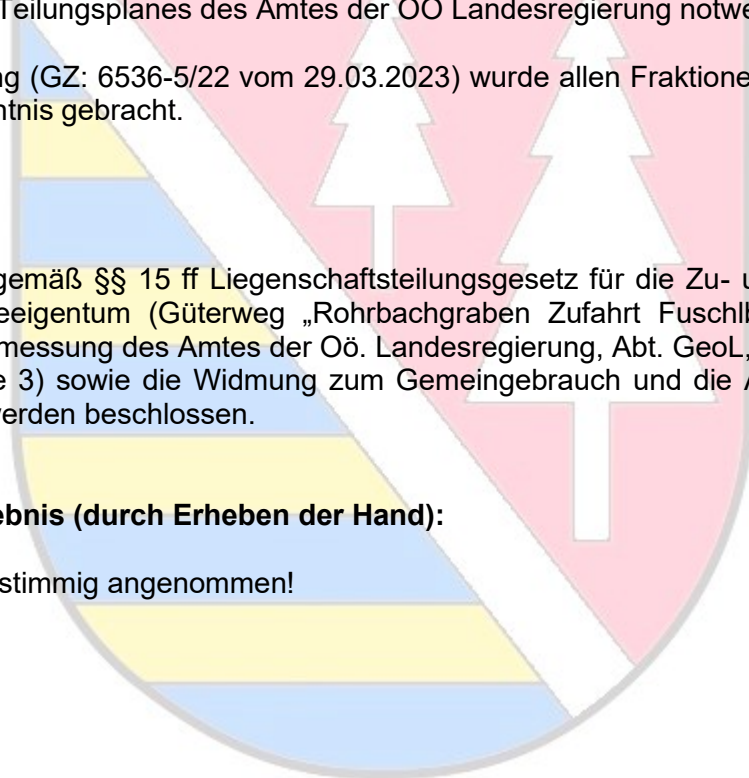 Teilungsplanes des Amtes der OÖ Landesregierung notwe
ng (GZ: 6536-5/22 vom 29.03.2023) wurde allen Fraktione
ntnis gebracht.
gemäß §§ 15 ff Liegenschaftsteilungsgesetz für die Zu- u
eeigentum (Güterweg „Rohrbachgraben Zufahrt Fuschlb
messung des Amtes der Oö. Landesregierung, Abt. GeoL,
e 3) sowie die Widmung zum Gemeingebrauch und die A
werden beschlossen.
ebnis (durch Erheben der Hand):
stimmig angenommen!